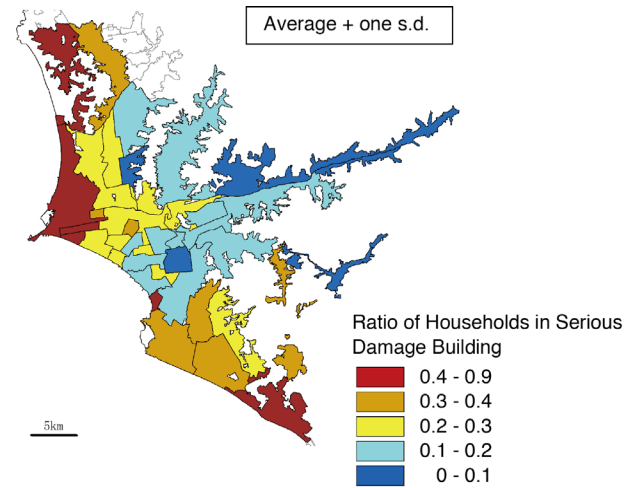 Average + one s.d.
5km
Ratio of Households in Serious
Damage Building
0.4 - 0.9
0.3 - 0.4
0.2 - 0.3
0.1 - 0.2
0 - 0.1